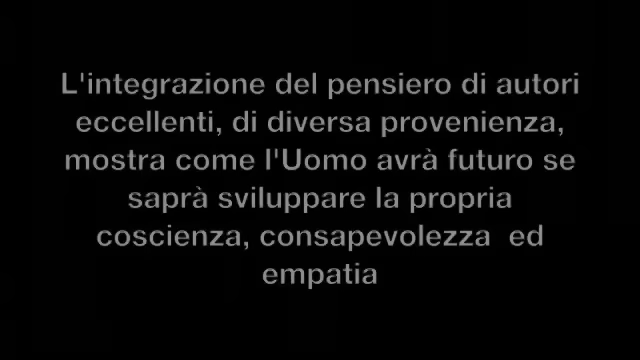 L'integrazione del pensiero di autori
eccellenti, di diversa provenienza,
mostra come l'Uomo avrà futuro se
saprà sviluppare la propria
coscienza, consapevolezza  ed
empatia